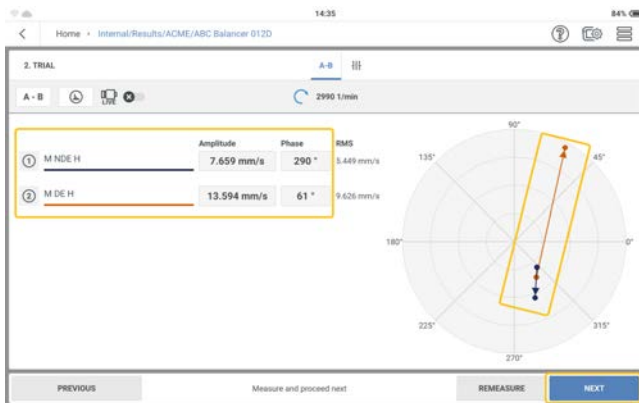 14:35
84%
Home • Internal/Results/ACME/ABC Balancer 012D
2. TRIAL
A-B
A - B
LIVE
2990 1/min
Amplitude Phase RMS
1 M NDE H 7.659 mm/s 290 ° 5.449 mm/s
2 M DE H 13.594 mm/s 61 ° 9.626 mm/s
90°
135° 45°
180° 0°
225° 315°
270°
PREVIOUS Measure and proceed next REMEASURE NEXT